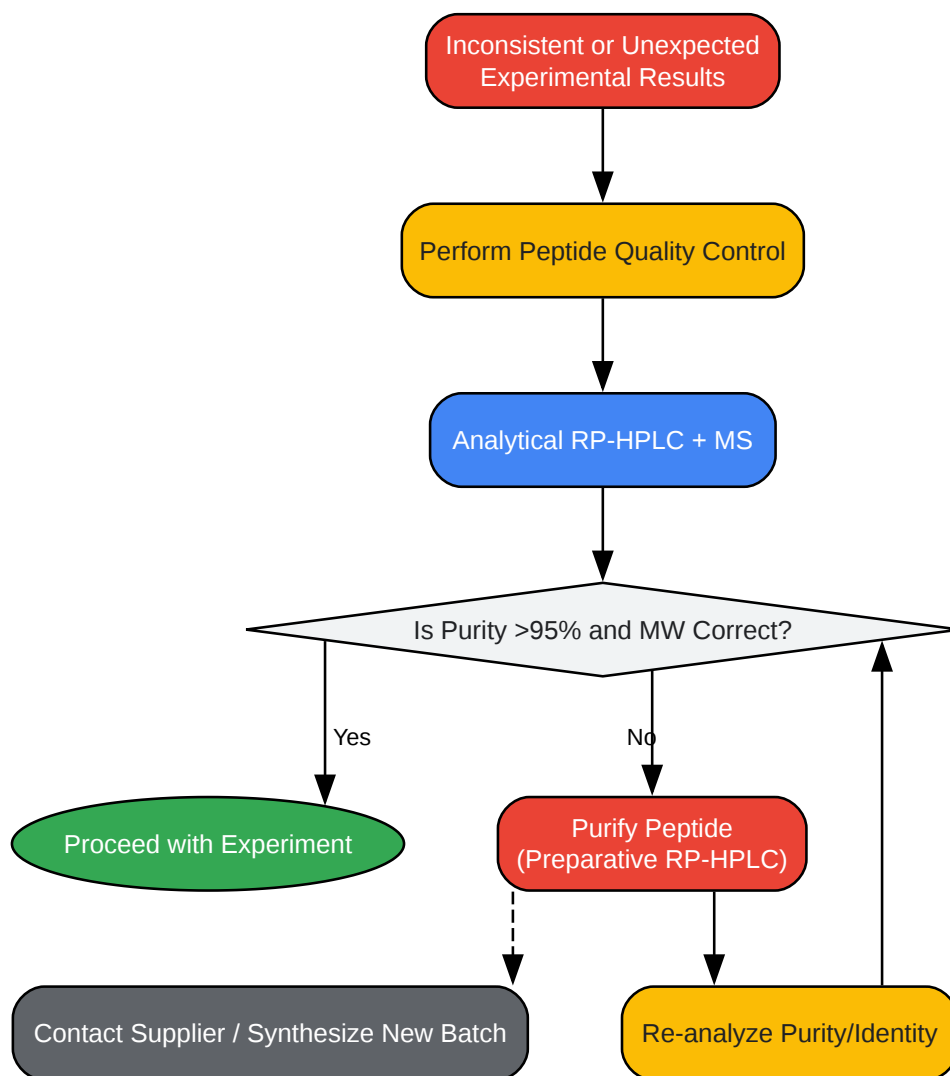 Inconsistent or Unexpected
Experimental Results
Perform Peptide Quality Control
Analytical RP-HPLC + MS
Is Purity >95% and MW Correct?
Yes
No
Proceed with Experiment
Purify Peptide
(Preparative RP-HPLC)
Contact Supplier / Synthesize New Batch
Re-analyze Purity/Identity